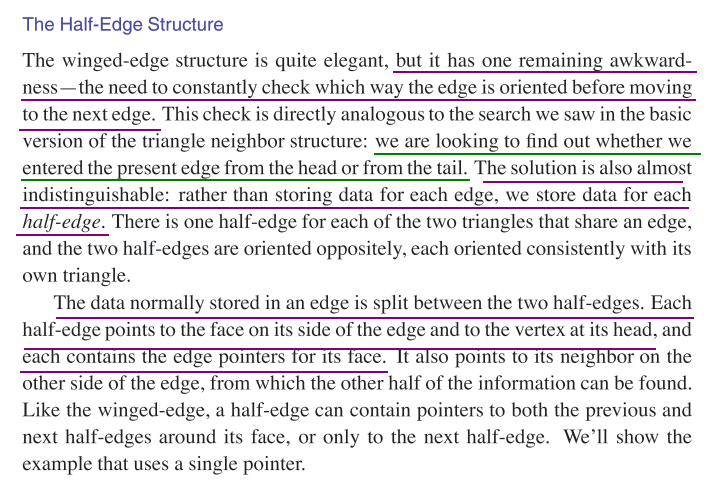 The Half-Edge Structure
The winged-edge structure is quite elegant, but it has one remaining awkward-
ness—the need to constantly check which way the edge is oriented before moving
to the next edge. This check is directly analogous to the search we saw in the basic
version of the triangle neighbor structure: we are looking to find out whether we
entered the present edge from the head or from the tail. The solution is also almost
indistinguishable: rather than storing data for each edge, we store data for each
half-edge. There is one half-edge for each of the two triangles that share an edge,
and the two half-edges are oriented oppositely, each oriented consistently with its
own triangle.
The data normally stored in an edge is split between the two half-edges. Each
half-edge points to the face on its side of the edge and to the vertex at its head, and
each contains the edge pointers for its face. It also points to its neighbor on the
other side of the edge, from which the other half of the information can be found.
Like the winged-edge, a half-edge can contain pointers to both the previous and
next half-edges around its face, or only to the next half-edge. We'll show the
example that uses a single pointer.